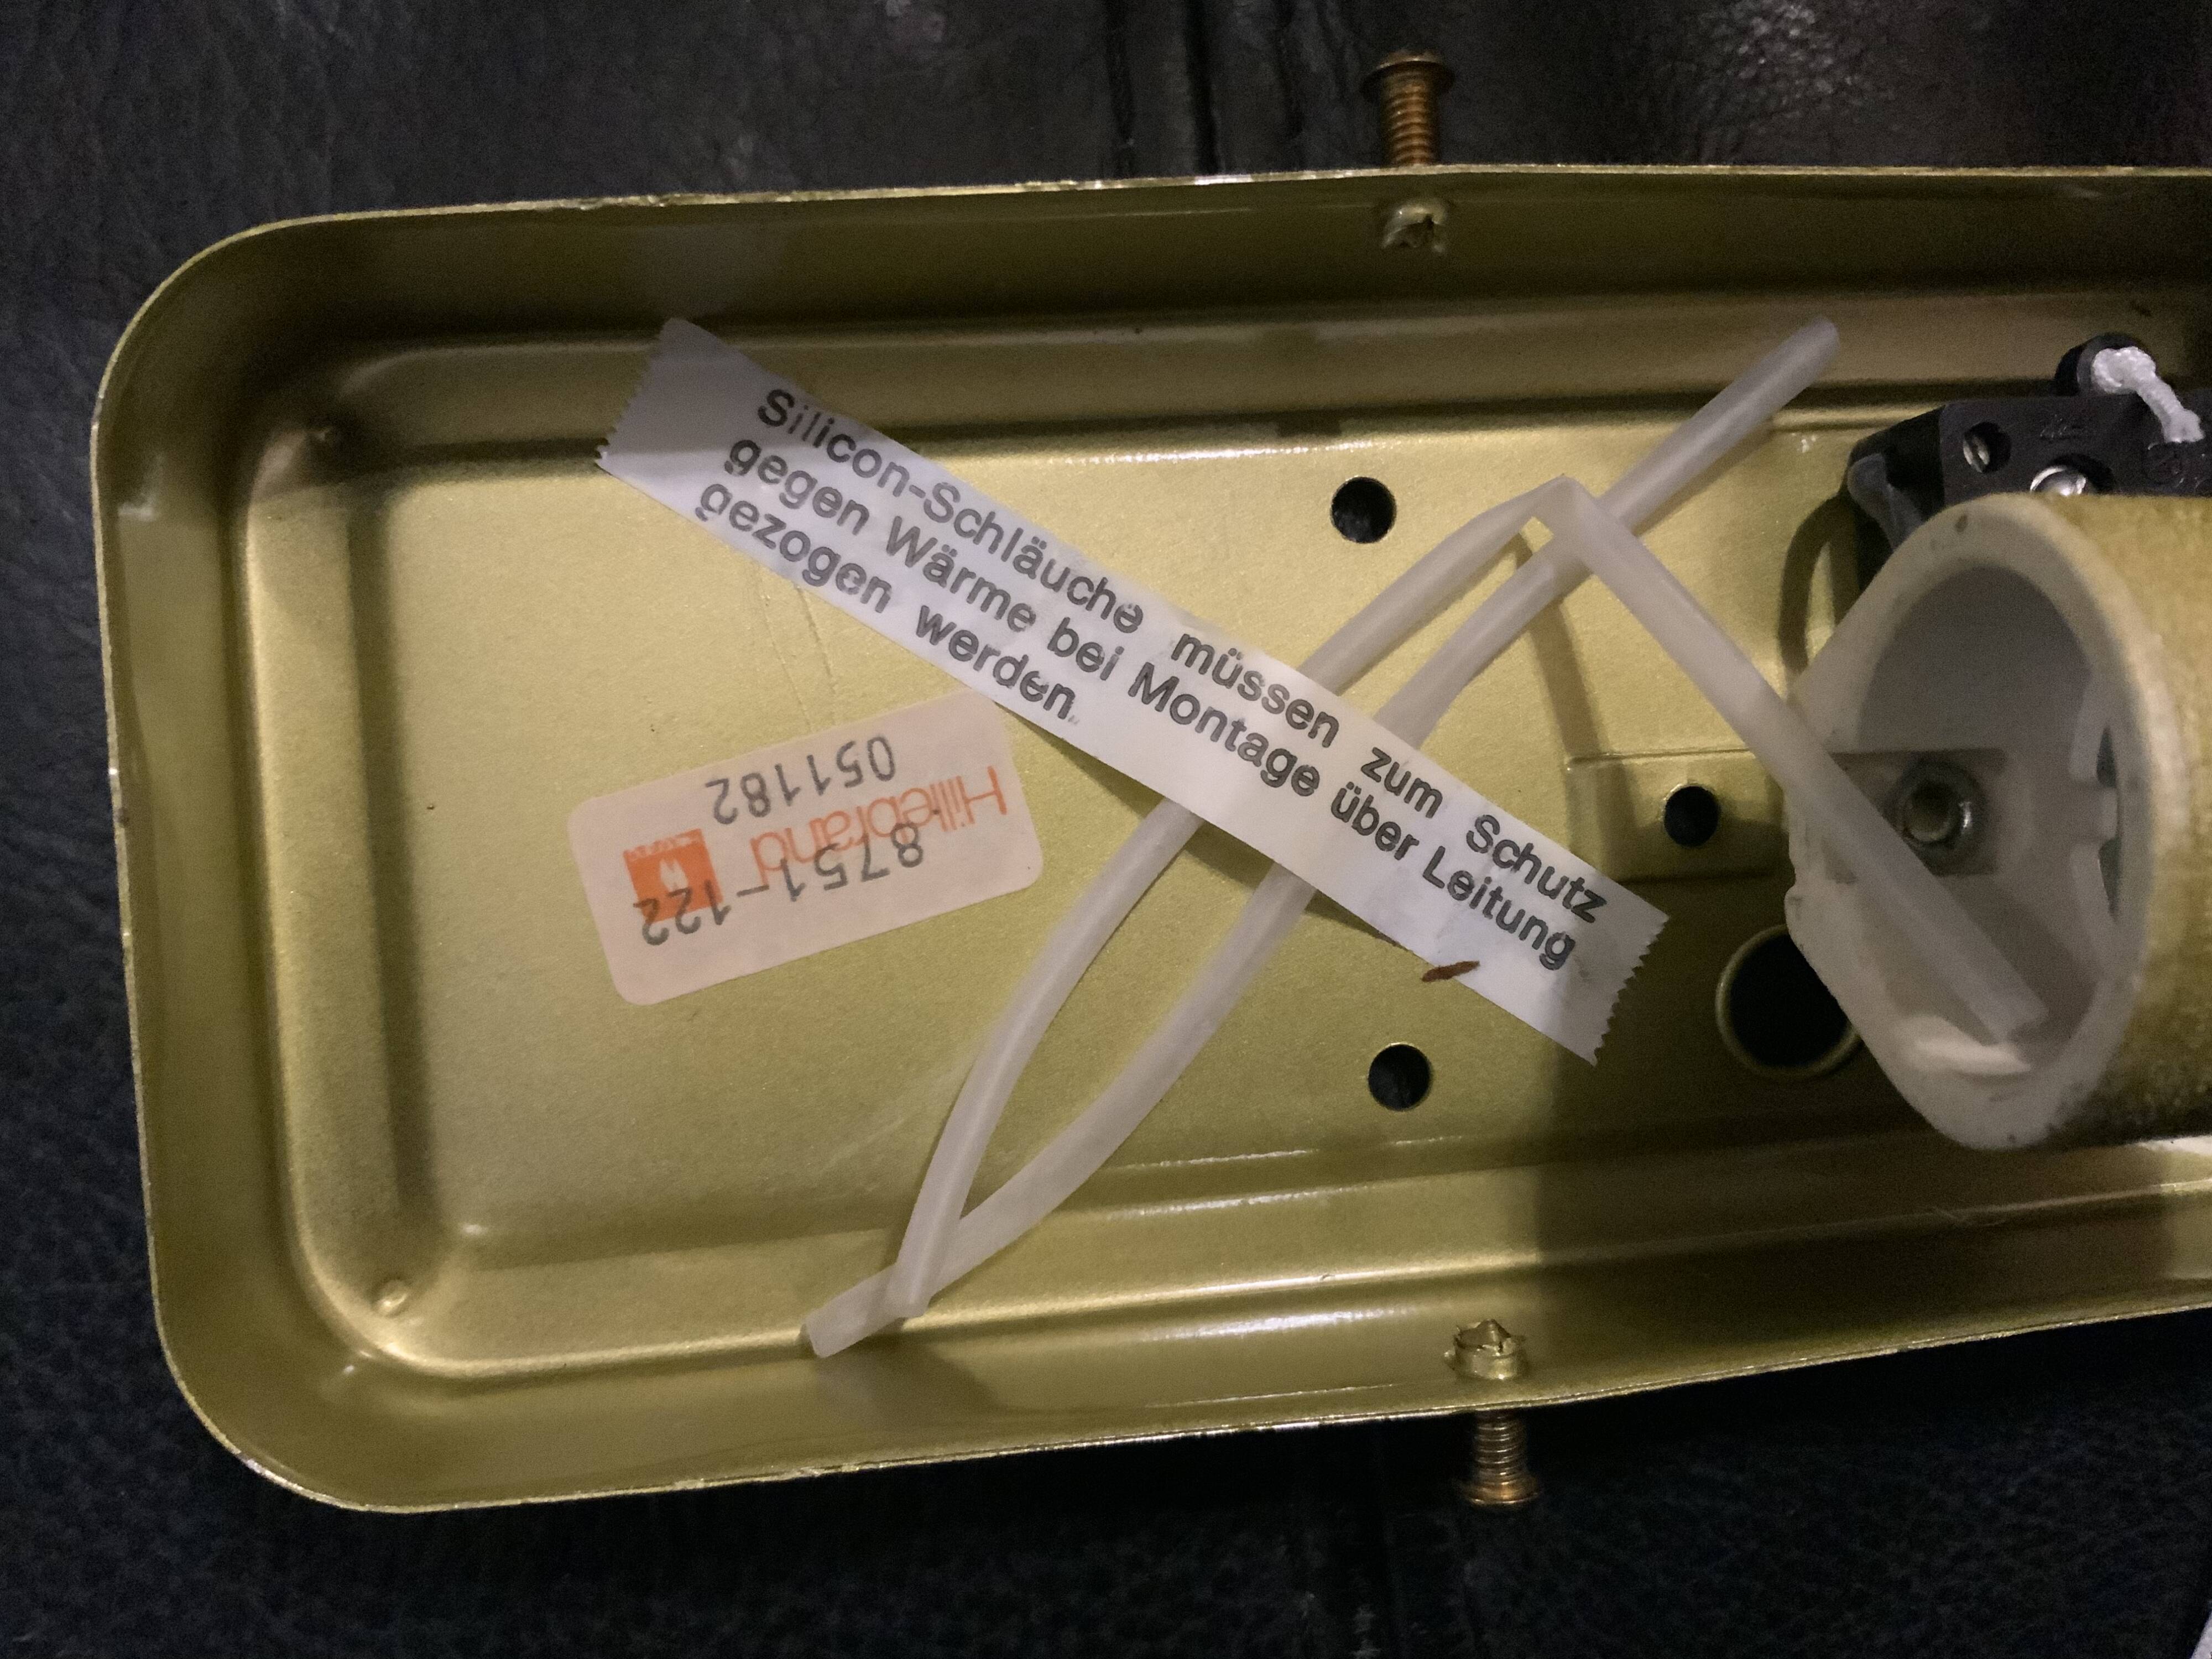 Silicon-Schläuche müssen zum Schutz
gegen Wärme bei Montage über Leitung
gezogen werden.
8751-122
Hillebrand
051182